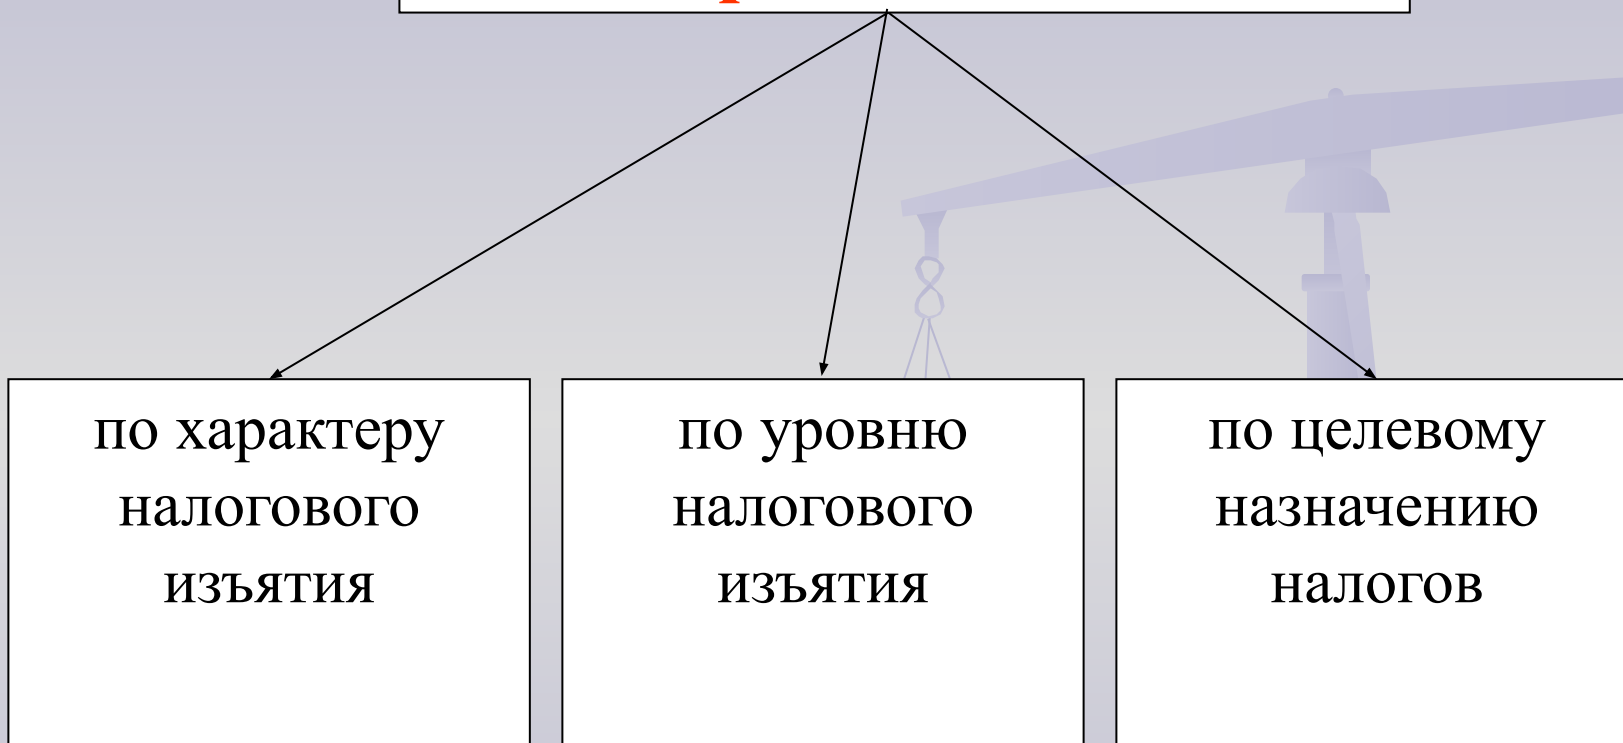 по характеру
налогового
изъятия
по уровню
налогового
изъятия
по целевому
назначению
налогов